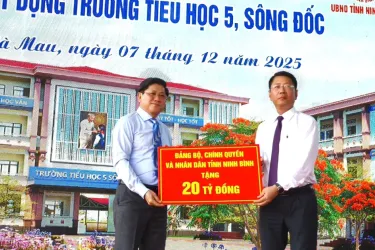 DỰNG TRƯỜNG TIỂU HỌC 5, SÔNG ĐỐC
UBND TỈNH NINH
Mau, ngày 07 tháng 12 năm 2025
TRƯỜNG TIỂU HỌC 5
ĐẢNG BỘ, CHÍNH QUYỀN
VÀ NHÂN DÂN TỈNH NINH BÌNH
TẶNG
20 TỶ ĐỒNG